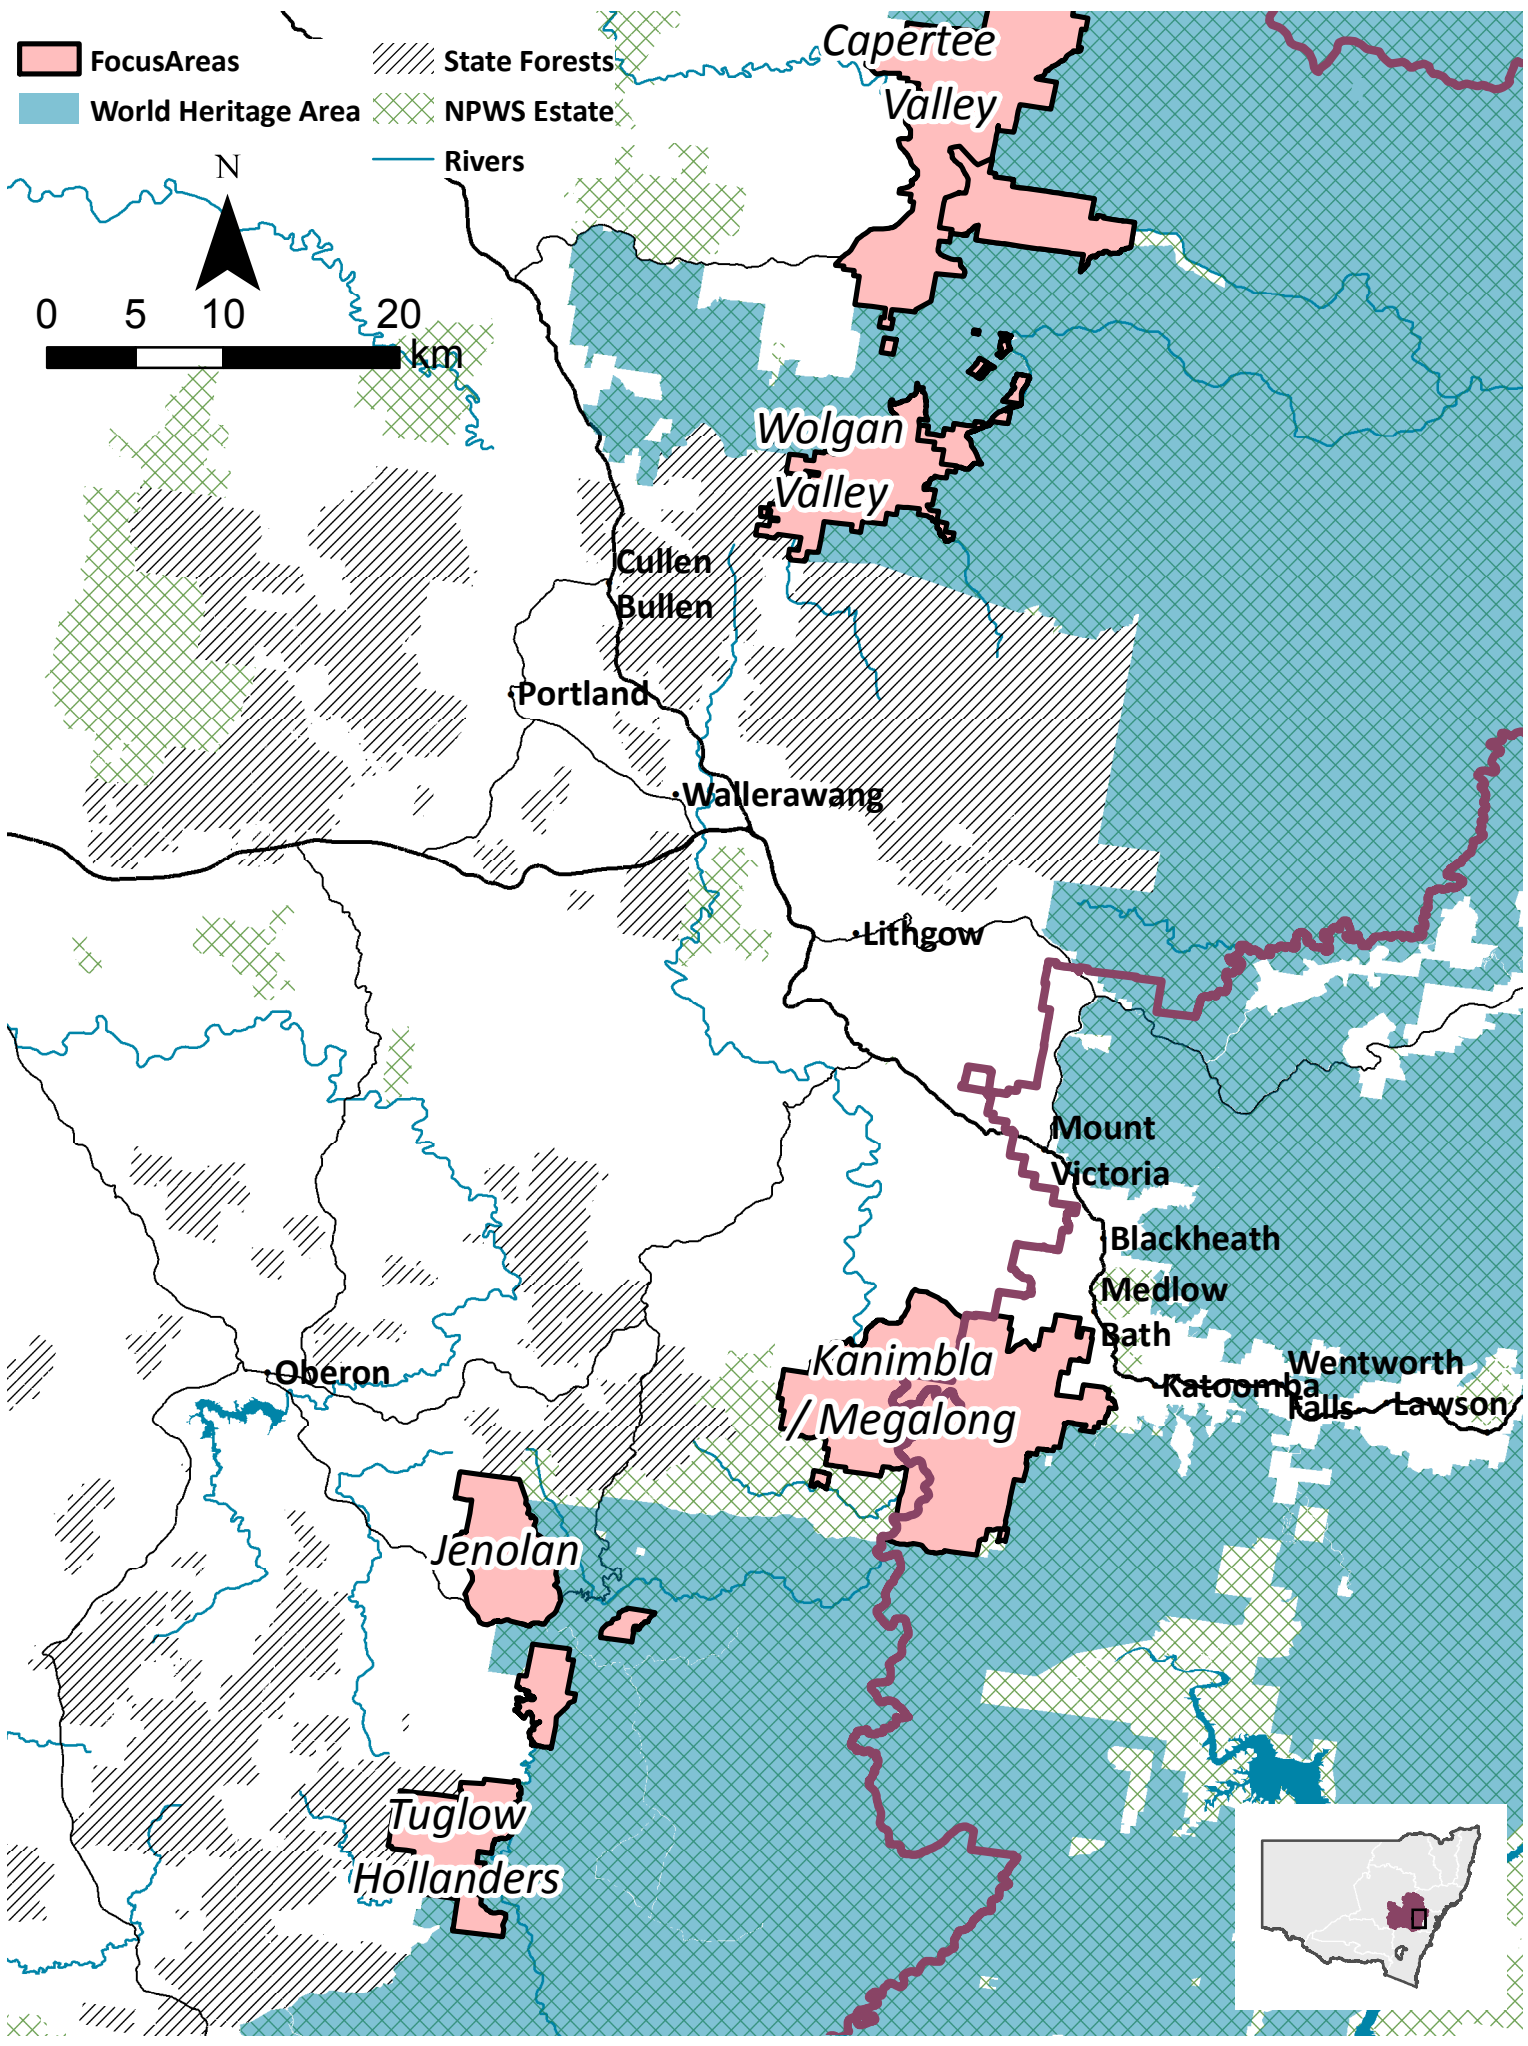 FocusAreas
World Heritage Area
State Forests
NPWS Estate
Rivers
N
0 5 10 20
km
Capertee
Valley
Wolgan
Valley
Cullen
Bullen
Portland
Wallerawang
Lithgow
Mount
Victoria
Blackheath
Medlow
Bath
Kanimbla
/ Megalong
Wentworth
Falls
Katoomba
Lawson
Oberon
Jenolan
Tuglow
Hollanders